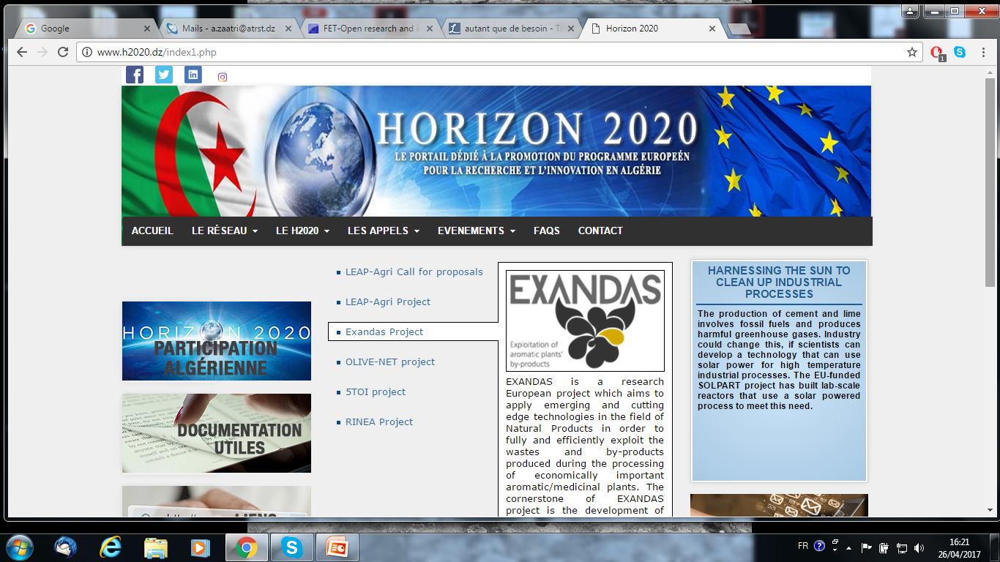 Google
Mails - a.zaatri@atrst.dz
FET-Open research and i
autant que de besoin - T
Horizon 2020
www.h2020.dz/index1.php
1
HORIZON 2020
LE PORTAIL DÉDIÉ À LA PROMOTION DU PROGRAMME EUROPEÉN
POUR LA RECHERCHE ET L'INNOVATION EN ALGÉRIE
ACCUEIL LE RÉSEAU LE H2020 LES APPELS EVENEMENTS FAQS CONTACT
HORIZON 2020
PARTICIPATION
ALGÉRIENNE
DOCUMENTATION
UTILES
LIENS
LEAP-Agri Call for proposals
LEAP-Agri Project
Exandas Project
OLIVE-NET project
5TOI project
RINEA Project
EXANDAS
Exploitation of
aromatic plants'
by-products
EXANDAS is a research
European project which aims to
apply emerging and cutting
edge technologies in the field of
Natural Products in order to
fully and efficiently exploit the
wastes and by-products
produced during the processing
of economically important
aromatic/medicinal plants. The
cornerstone of EXANDAS
project is the development of
HARNESSING THE SUN TO
CLEAN UP INDUSTRIAL
PROCESSES
The production of cement and lime
involves fossil fuels and produces
harmful greenhouse gases. Industry
could change this, if scientists can
develop a technology that can use
solar power for high temperature
industrial processes. The EU-funded
SOLPART project has built lab-scale
reactors that use a solar powered
process to meet this need.
FR
16:21
26/04/2017